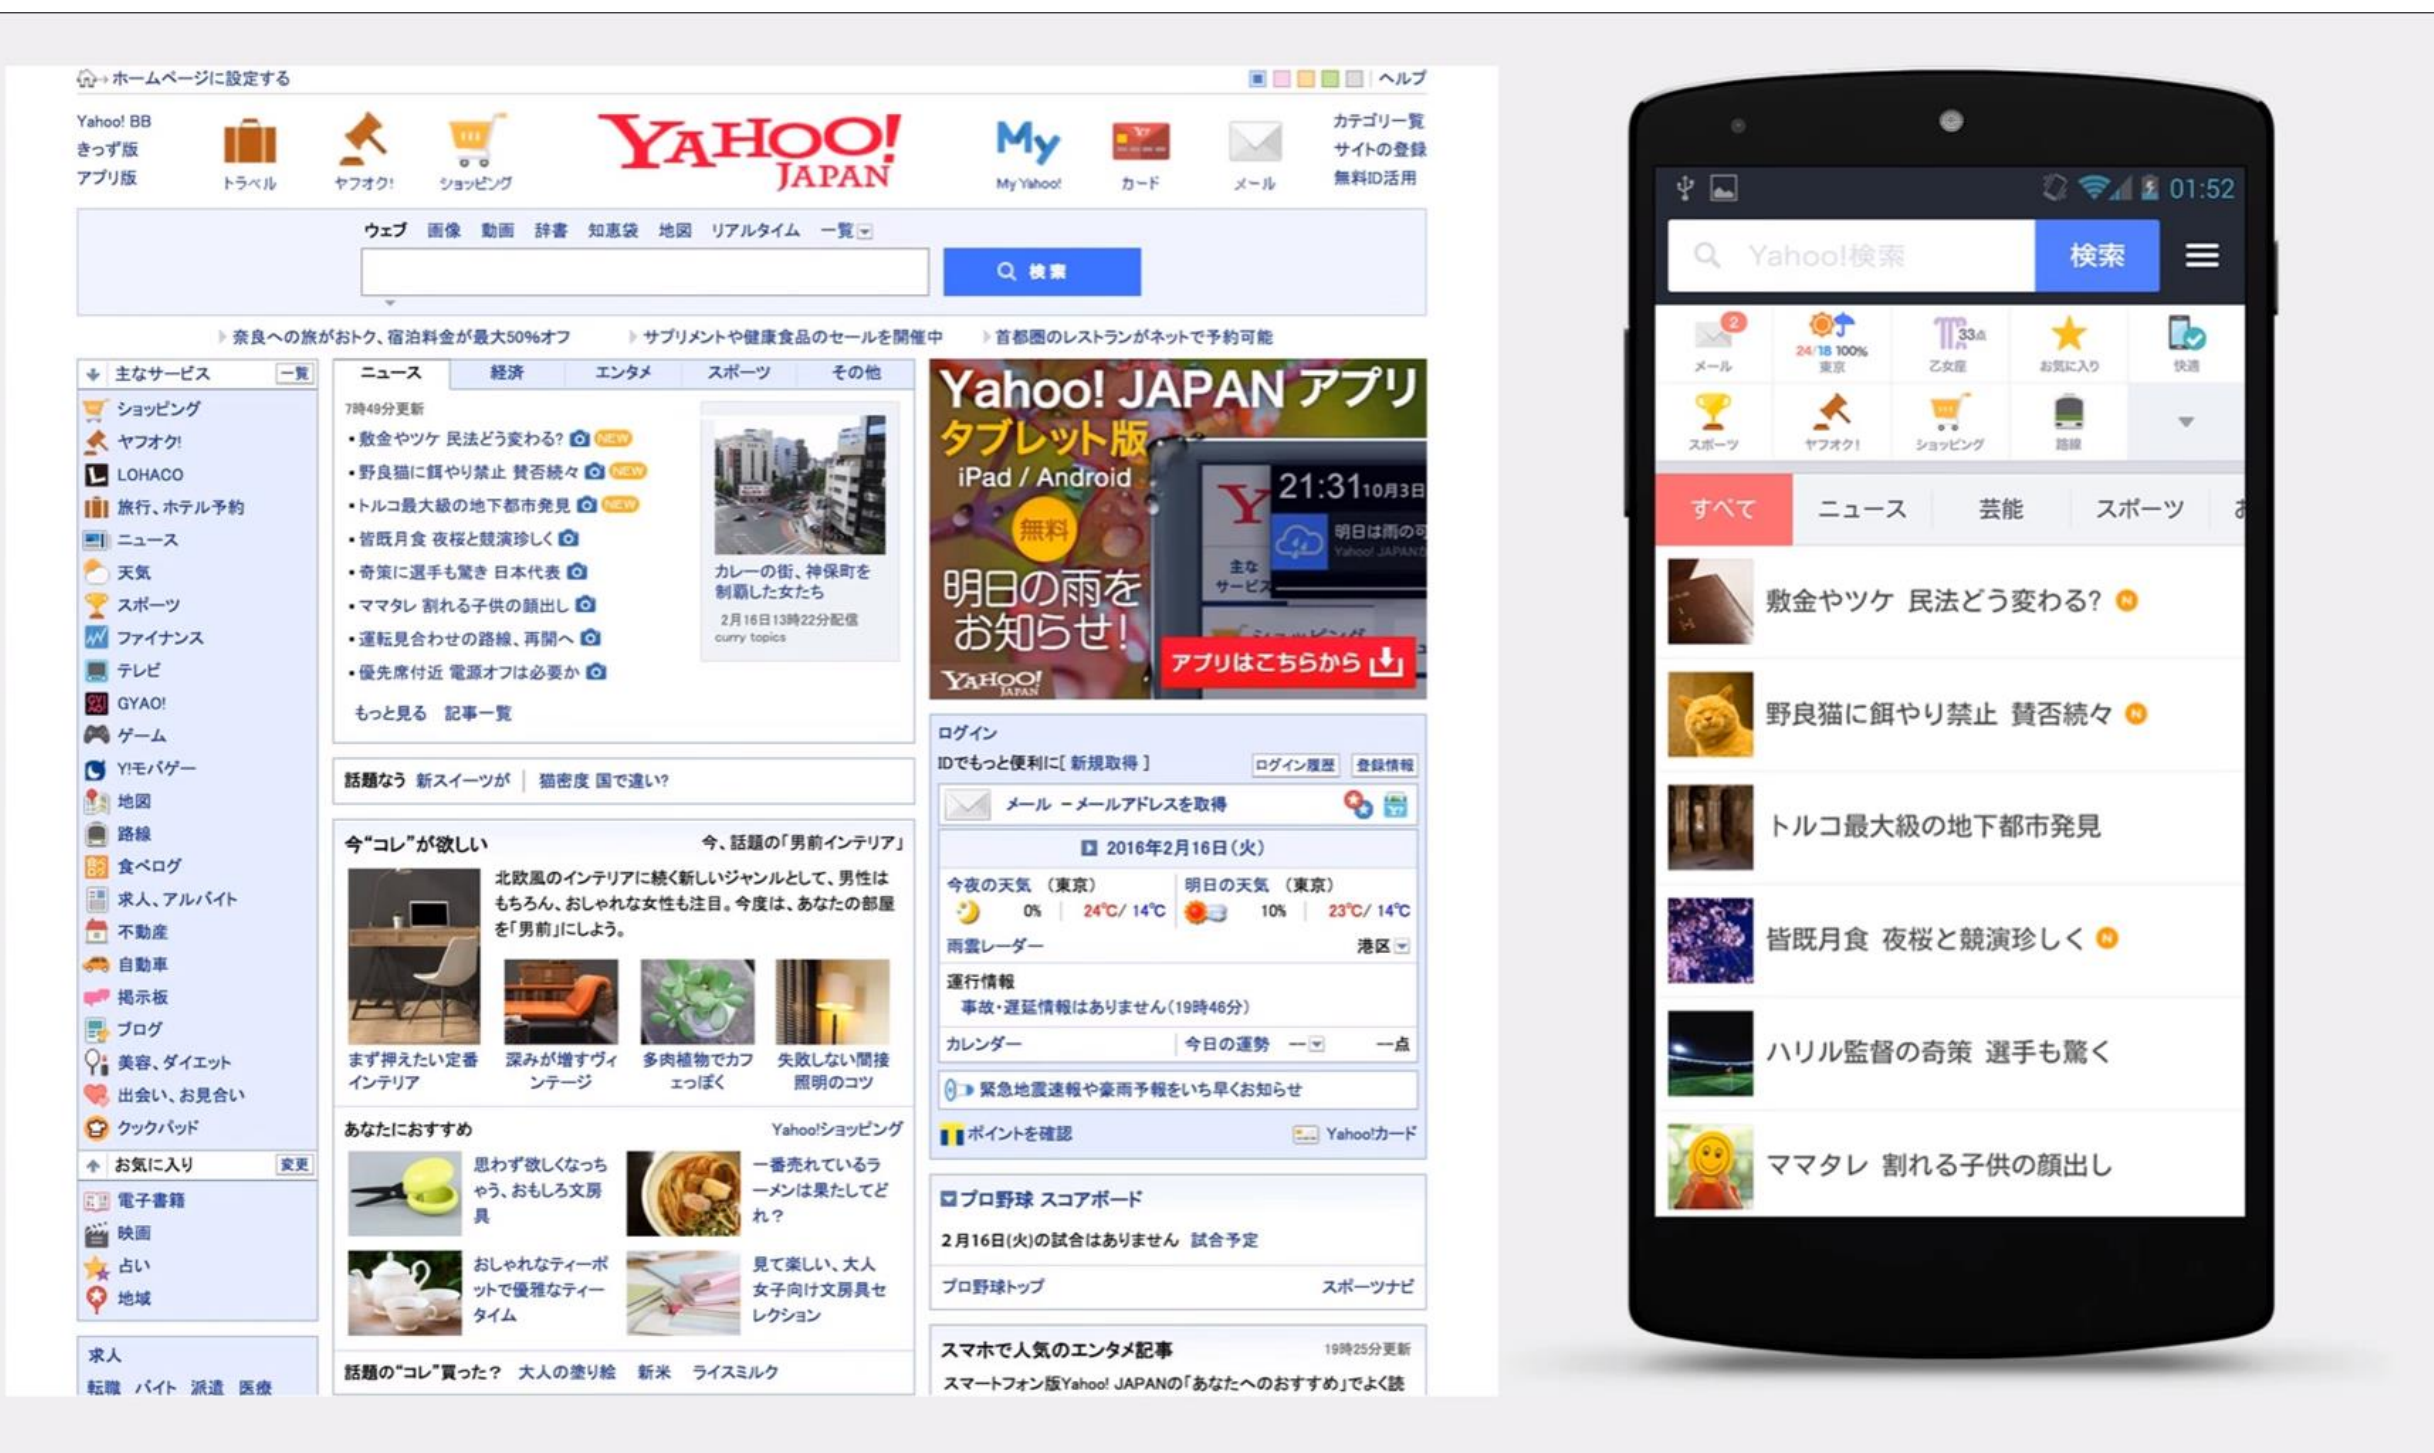 ホームページに設定する
ヘルプ
Yahoo! BB
きっず版
アプリ版
トラベル
ヤフオク!
ショッピング
YAHOO!
JAPAN
My
My Yahoo!
カード
メール
カテゴリ一覧
サイトの登録
無料ID活用
ウェブ 画像 動画 辞書 知恵袋 地図 リアルタイム 一覧
検索
奈良への旅がおトク、宿泊料金が最大50%オフ
サプリメントや健康食品のセールを開催中
首都圏のレストランがネットで予約可能
主なサービス 一覧
ショッピング
ヤフオク!
LOHACO
旅行、ホテル予約
ニュース
天気
スポーツ
ファイナンス
テレビ
GYAO!
ゲーム
Y!モバゲー
地図
路線
食べログ
求人、アルバイト
不動産
自動車
掲示板
ブログ
美容、ダイエット
出会い、お見合い
クックパッド
お気に入り 変更
電子書籍
映画
占い
地域
求人
転職 バイト 派遣 医療
ニュース 経済 エンタメ スポーツ その他
7時49分更新
・敷金やツケ 民法どう変わる? NEW
・野良猫に餌やり禁止 賛否続々 NEW
・トルコ最大級の地下都市発見 NEW
・皆既月食 夜桜と競演珍しく
・奇策に選手も驚き 日本代表
・ママタレ 割れる子供の顔出し
・運転見合わせの路線、再開へ
・優先席付近 電源オフは必要か
もっと見る 記事一覧
カレーの街、神保町を
制覇した女たち
2月16日13時22分配信
curry topics
話題なう 新スイーツが 猫密度 国で違い?
今“コレ”が欲しい 今、話題の「男前インテリア」
北欧風のインテリアに続く新しいジャンルとして、男性は
もちろん、おしゃれな女性も注目。今度は、あなたの部屋
を「男前」にしよう。
まず押えたい定番
インテリア
深みが増すヴィ
ンテージ
多肉植物でカフ
ェっぽく
失敗しない間接
照明のコツ
あなたにおすすめ Yahoo!ショッピング
思わず欲しくなっち
ゃう、おもしろ文房
具
一番売れているラ
ーメンは果たしてど
れ?
おしゃれなティーポ
ットで優雅なティー
タイム
見て楽しい、大人
女子向け文房具セ
レクション
話題の“コレ”買った? 大人の塗り絵 新米 ライスミルク
Yahoo! JAPAN アプリ
タブレット版
iPad / Android
無料
明日の雨を
お知らせ!
YAHOO!
JAPAN
Y
21:31 10月3日
明日は雨の可
Yahoo! JAPAN
主な
サービス
ショッピング
アプリはこちらから
ログイン
IDでもっと便利に[ 新規取得 ] ログイン履歴 登録情報
メール -メールアドレスを取得
2016年2月16日(火)
今夜の天気 (東京) 明日の天気 (東京)
0% 24℃/ 14℃ 10% 23℃/ 14℃
雨雲レーダー 港区
運行情報
事故・遅延情報はありません(19時46分)
カレンダー 今日の運勢 -- --点
緊急地震速報や豪雨予報をいち早くお知らせ
ポイントを確認 Yahoo!カード
プロ野球 スコアボード
2月16日(火)の試合はありません 試合予定
プロ野球トップ スポーツナビ
スマホで人気のエンタメ記事 19時25分更新
スマートフォン版Yahoo! JAPANの「あなたへのおすすめ」でよく読
01:52
Yahoo!検索 検索
2
メール
24/18 100%
東京
33点
乙女座
お気に入り
快適
スポーツ
ヤフオク!
ショッピング
路線
すべて ニュース 芸能 スポーツ
敷金やツケ 民法どう変わる? N
野良猫に餌やり禁止 賛否続々 N
トルコ最大級の地下都市発見
皆既月食 夜桜と競演珍しく N
ハリル監督の奇策 選手も驚く
ママタレ 割れる子供の顔出し